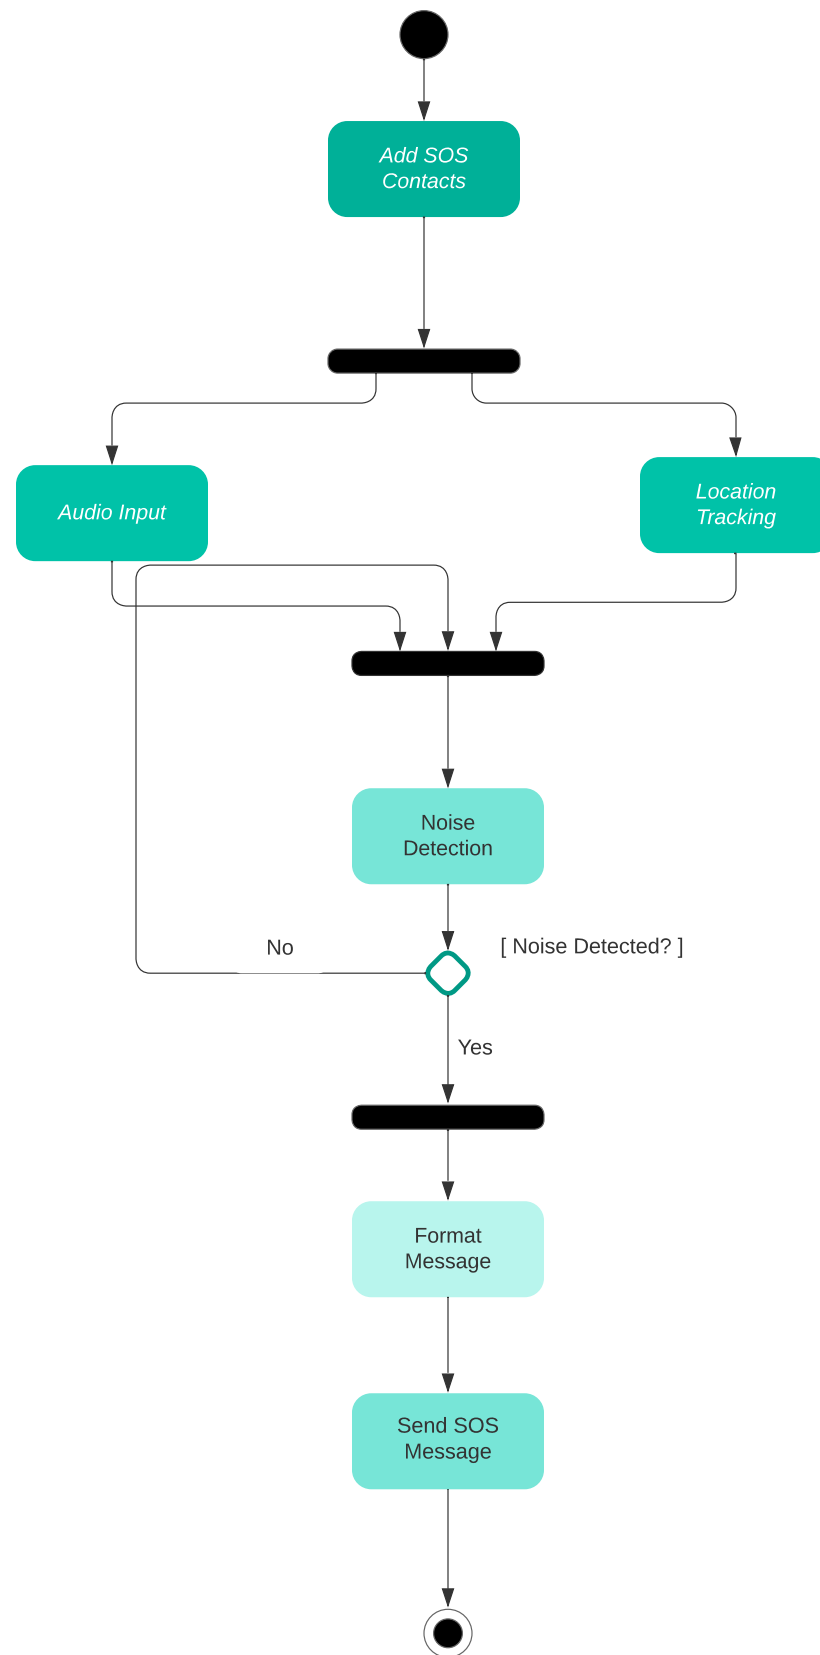 Add SOS
Contacts
Audio Input
Location
Tracking
Noise
Detection
No
[ Noise Detected? ]
Yes
Format
Message
Send SOS
Message